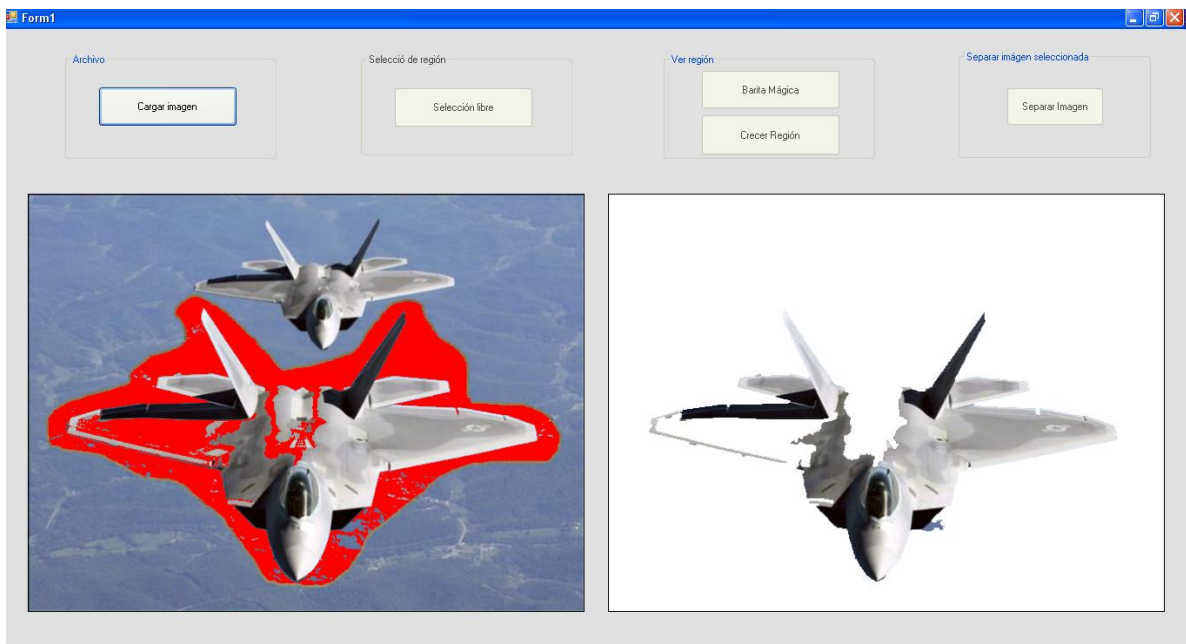 Form1
Archivo
Cargar imagen
Selecció de región
Selección libre
Ver región
Barita Mágica
Crecer Región
Separar imágen seleccionada
Separar Imagen